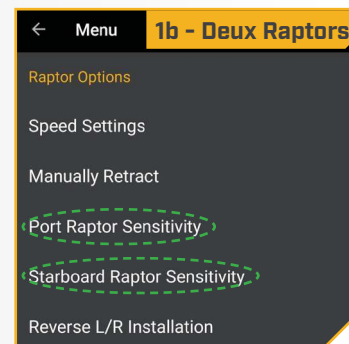 Menu
1b - Deux Raptors
Raptor Options
Speed Settings
Manually Retract
Port Raptor Sensitivity
Starboard Raptor Sensitivity
Reverse L/R Installation